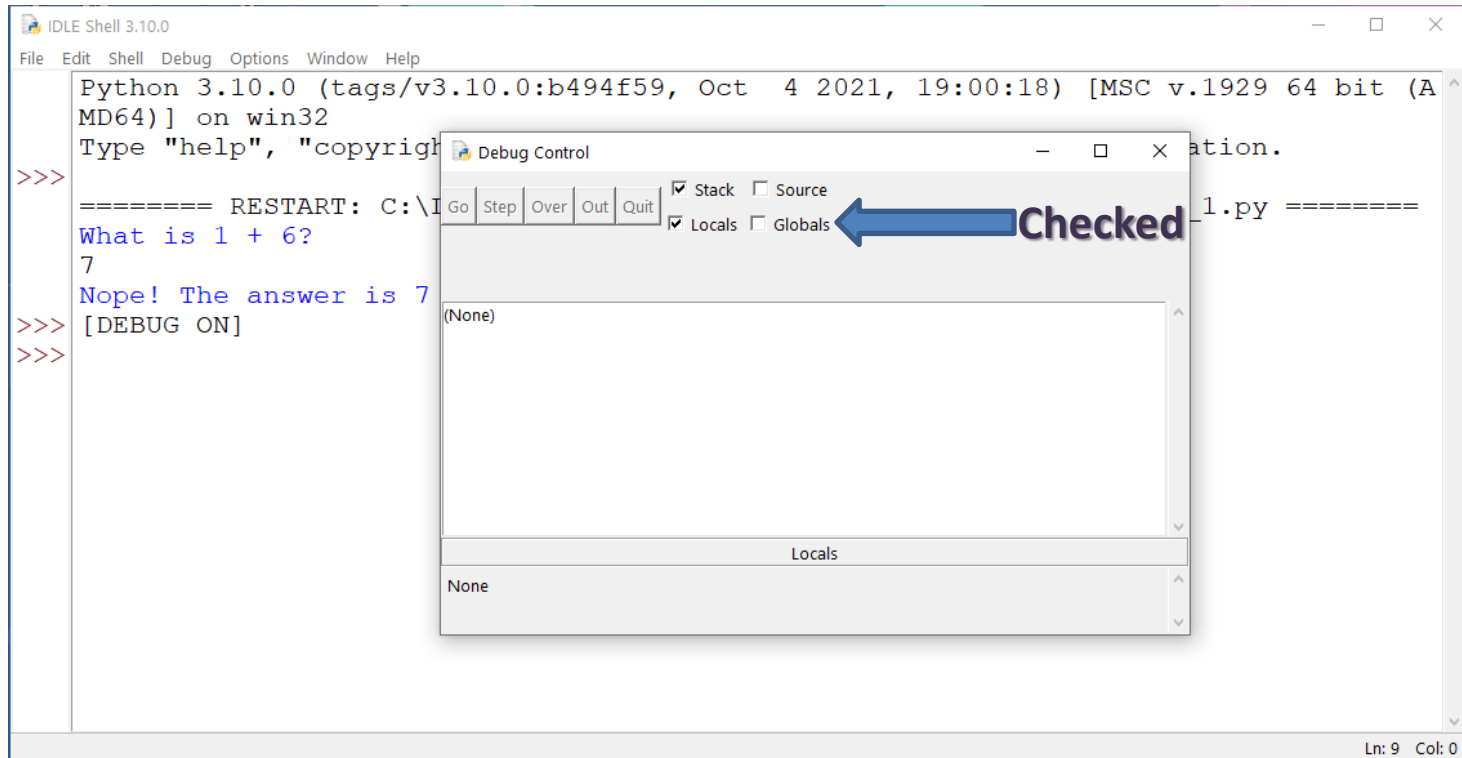 IDLE Shell 3.10.0
File Edit Shell Debug Options Window Help
Python 3.10.0 (tags/v3.10.0:b494f59, Oct  4 2021, 19:00:18) [MSC v.1929 64 bit (A
MD64)] on win32
Type "help", "copyrigh
ation.
>>>
======== RESTART: C:\I
_1.py ========
What is 1 + 6?
7
Nope! The answer is 7
>>> [DEBUG ON]
>>>
Debug Control
Go Step Over Out Quit
Stack Source
Locals Globals
Checked
(None)
Locals
None
Ln: 9 Col: 0